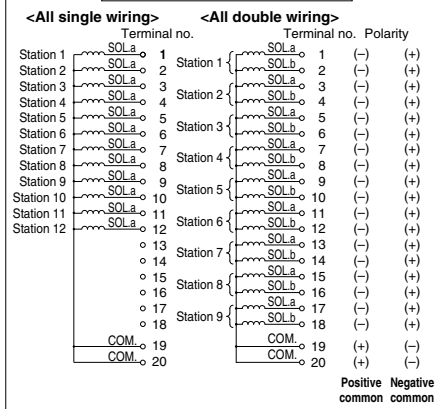 <All single wiring> <All double wiring>
Terminal no. Terminal no. Polarity
Station 1 SOL.a 1 Station 1 SOL.a 1 (–) (+)
Station 2 SOL.a 2 SOL.b 2 (–) (+)
Station 3 SOL.a 3 Station 2 SOL.a 3 (–) (+)
Station 4 SOL.a 4 SOL.b 4 (–) (+)
Station 5 SOL.a 5 Station 3 SOL.a 5 (–) (+)
Station 6 SOL.a 6 SOL.b 6 (–) (+)
Station 7 SOL.a 7 Station 4 SOL.a 7 (–) (+)
Station 8 SOL.a 8 SOL.b 8 (–) (+)
Station 9 SOL.a 9 Station 5 SOL.a 9 (–) (+)
Station 10 SOL.a 10 SOL.b 10 (–) (+)
Station 11 SOL.a 11 Station 6 SOL.a 11 (–) (+)
Station 12 SOL.a 12 SOL.b 12 (–) (+)
13 Station 7 SOL.a 13 (–) (+)
14 SOL.b 14 (–) (+)
15 Station 8 SOL.a 15 (–) (+)
16 SOL.b 16 (–) (+)
17 Station 9 SOL.a 17 (–) (+)
18 SOL.b 18 (–) (+)
COM. 19 COM. 19 (+) (–)
COM. 20 COM. 20 (+) (–)
Positive Negative
common common